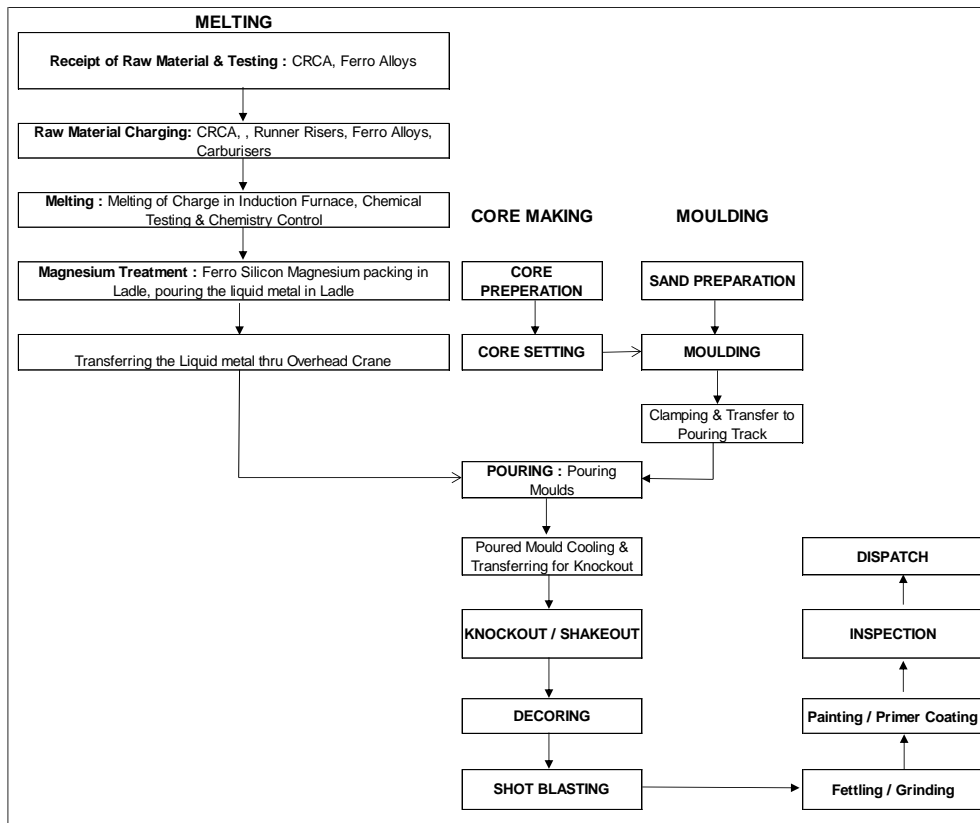 MELTING
Receipt of Raw Material & Testing : CRCA, Ferro Alloys
Raw Material Charging: CRCA, , Runner Risers, Ferro Alloys,
Carburisers
Melting : Melting of Charge in Induction Furnace, Chemical
Testing & Chemistry Control
Magnesium Treatment : Ferro Silicon Magnesium packing in
Ladle, pouring the liquid metal in Ladle
Transferring the Liquid metal thru Overhead Crane
CORE MAKING
CORE
PREPERATION
CORE SETTING
MOULDING
SAND PREPARATION
MOULDING
Clamping & Transfer to
Pouring Track
POURING : Pouring
Moulds
Poured Mould Cooling &
Transferring for Knockout
KNOCKOUT / SHAKEOUT
DECORING
SHOT BLASTING
Fettling / Grinding
Painting / Primer Coating
INSPECTION
DISPATCH